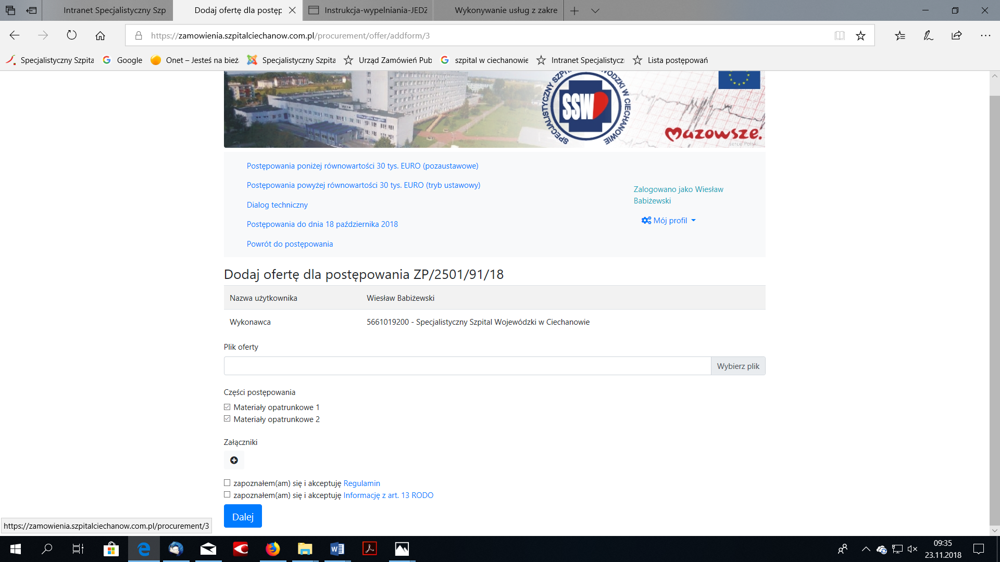 Intranet Specjalistyczny Szp
Dodaj ofertę dla postęp
Instrukcja-wypelniania-JEDZ
Wykonywanie usług z zakre
https://zamowienia.szpitalciechanow.com.pl/procurement/offer/addform/3
Specjalistyczny Szpita
Google
Onet – Jesteś na bież
Specjalistyczny Szpita
Urząd Zamówień Pub
szpital w ciechanowie
Intranet Specjalistycz
Lista postępowań
SPECJALISTYCZNY SZPIT
WODZKI W CIECHANOWIE
SSW
Mazowsze.
serce Polski
Postępowania poniżej równowartości 30 tys. EURO (pozaustawowe)
Postępowania powyżej równowartości 30 tys. EURO (tryb ustawowy)
Dialog techniczny
Postępowania do dnia 18 października 2018
Powrót do postępowania
Zalogowano jako Wiesław
Babiżewski
Mój profil
Dodaj ofertę dla postępowania ZP/2501/91/18
Nazwa użytkownika Wiesław Babiżewski
Wykonawca 5661019200 - Specjalistyczny Szpital Wojewódzki w Ciechanowie
Plik oferty
Wybierz plik
Części postępowania
Materiały opatrunkowe 1
Materiały opatrunkowe 2
Załączniki
zapoznałem(am) się i akceptuję Regulamin
zapoznałem(am) się i akceptuję Informację z art. 13 RODO
Dalej
https://zamowienia.szpitalciechanow.com.pl/procurement/3
09:35
23.11.2018